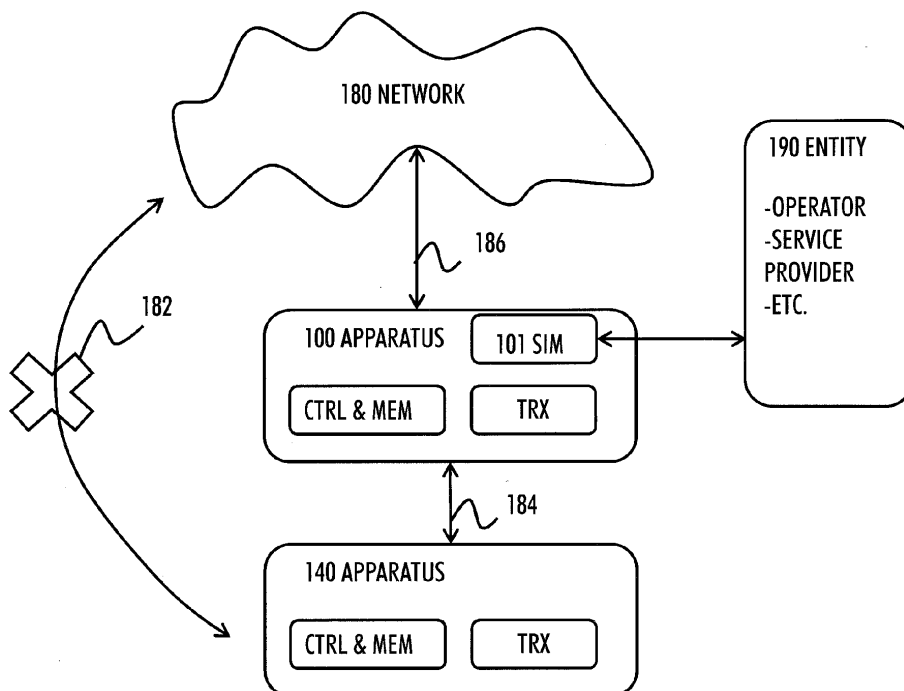 180 NETWORK
190 ENTITY
-OPERATOR
-SERVICE
PROVIDER
-ETC.
186
182
100 APPARATUS
101 SIM
CTRL & MEM
TRX
184
140 APPARATUS
CTRL & MEM
TRX